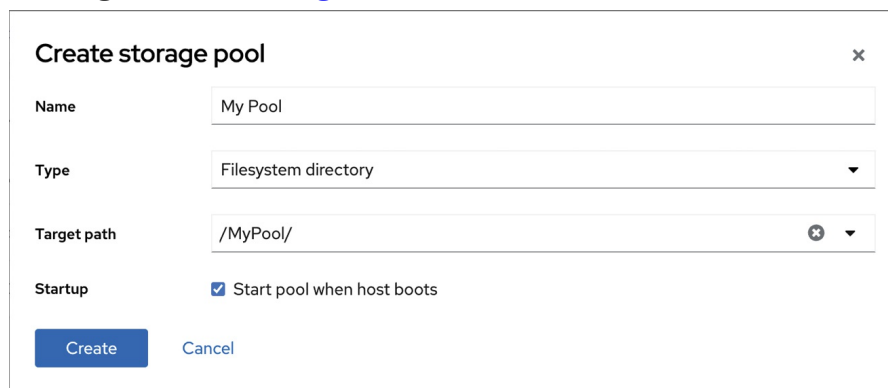 Create storage pool
Name My Pool
Type Filesystem directory
Target path /MyPool/
Startup Start pool when host boots
Create Cancel